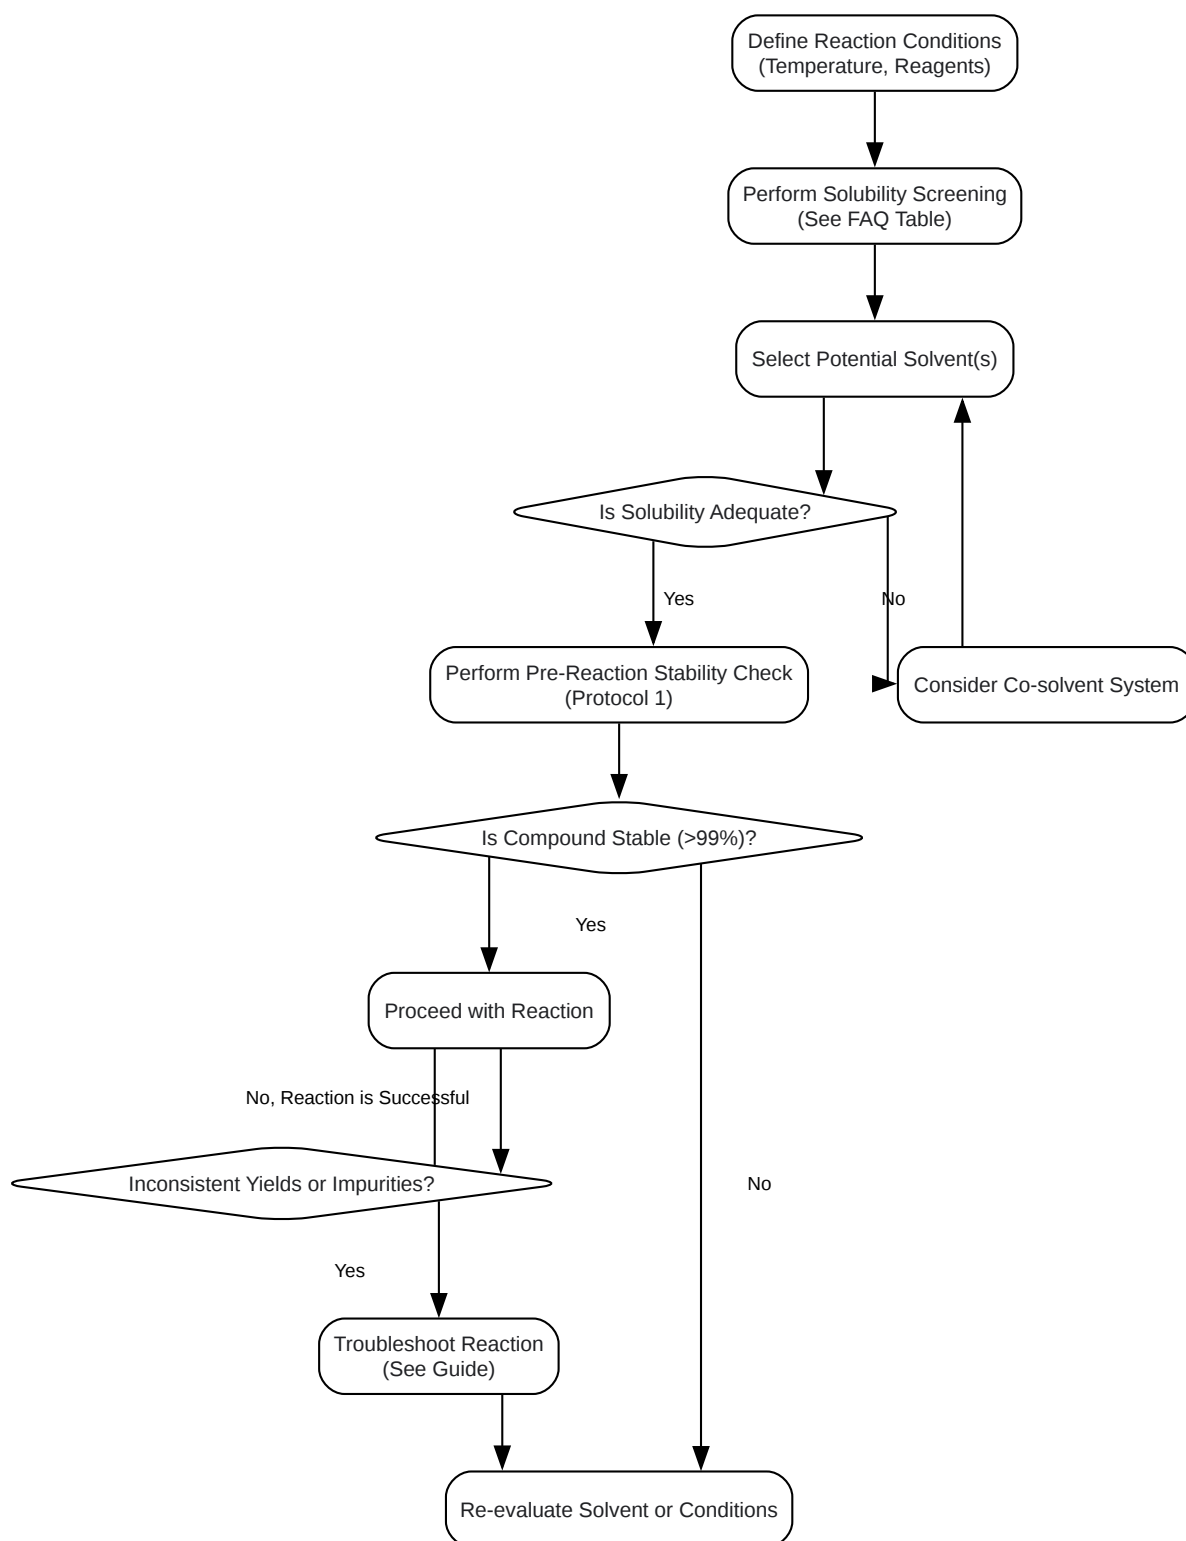 Define Reaction Conditions
(Temperature, Reagents)
Perform Solubility Screening
(See FAQ Table)
Select Potential Solvent(s)
Is Solubility Adequate?
Yes
No
Perform Pre-Reaction Stability Check
(Protocol 1)
Consider Co-solvent System
Is Compound Stable (>99%)?
Yes
Proceed with Reaction
No, Reaction is Successful
Inconsistent Yields or Impurities?
No
Yes
Troubleshoot Reaction
(See Guide)
Re-evaluate Solvent or Conditions